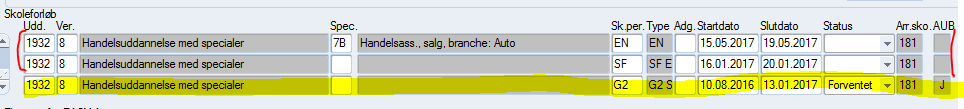 Skoleforløb
Udd. Ver. Spec. Sk.per. Type Adg. Startdato Slutdato Status Arr.sko. AUB
1932 8 Handelsuddannelse med specialer 7B Handelsass., salg, branche: Auto EN EN 15.05.2017 19.05.2017 181
1932 8 Handelsuddannelse med specialer SF SF E 16.01.2017 20.01.2017 181
1932 8 Handelsuddannelse med specialer G2 G2 S 10.08.2016 13.01.2017 Forventet 181 J